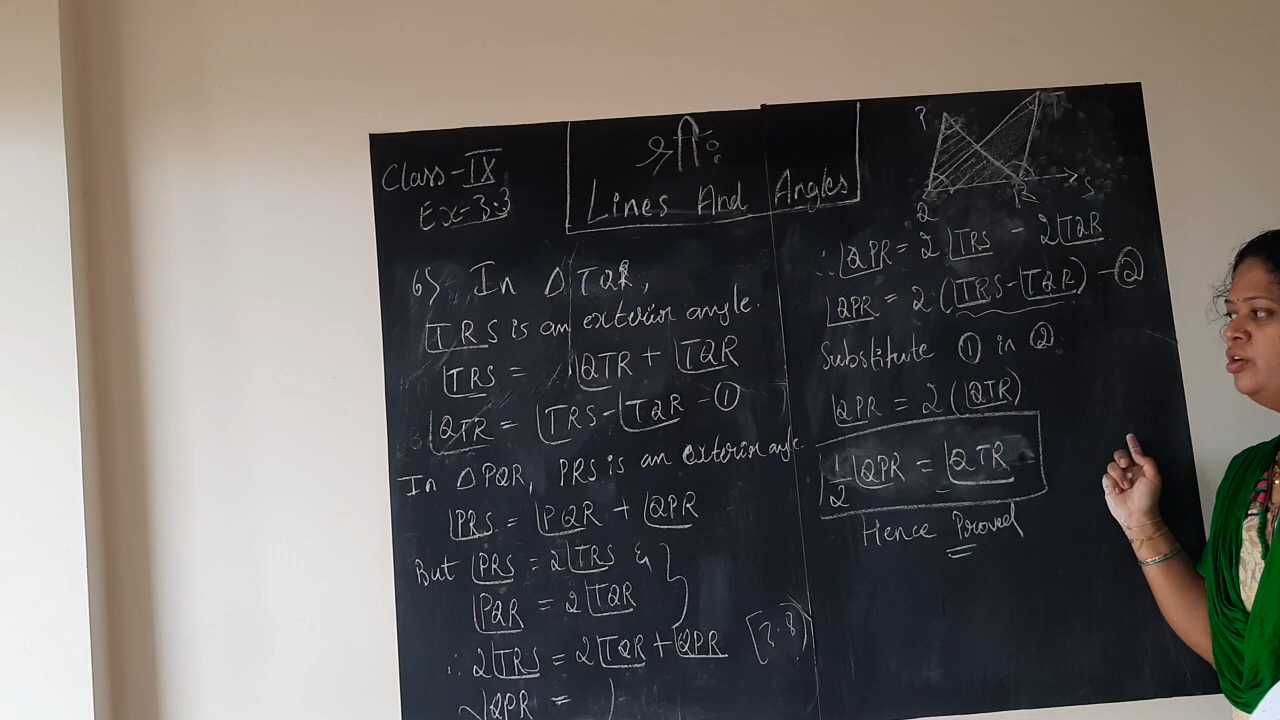 Class-IX
Ex-3.3
श्री:
Lines And Angles
6) In △TQR,
TRS is an exterior angle.
∠TRS = ∠QTR + ∠TQR
∠QTR = ∠TRS-∠TQR - ①
In △PQR, PRS is an exterior angle.
∠PRS = ∠PQR + ∠QPR
But ∠PRS = 2∠TRS &
∠PQR = 2∠TQR
∴ 2∠TRS = 2∠TQR + ∠QPR
∠QPR =
P
T
Q
R
S
∴ ∠QPR = 2∠TRS - 2∠TQR
∠QPR = 2(∠TRS-∠TQR) - ②
Substitute ① in ②
∠QPR = 2(∠QTR)
1/2 ∠QPR = ∠QTR
Hence Proved